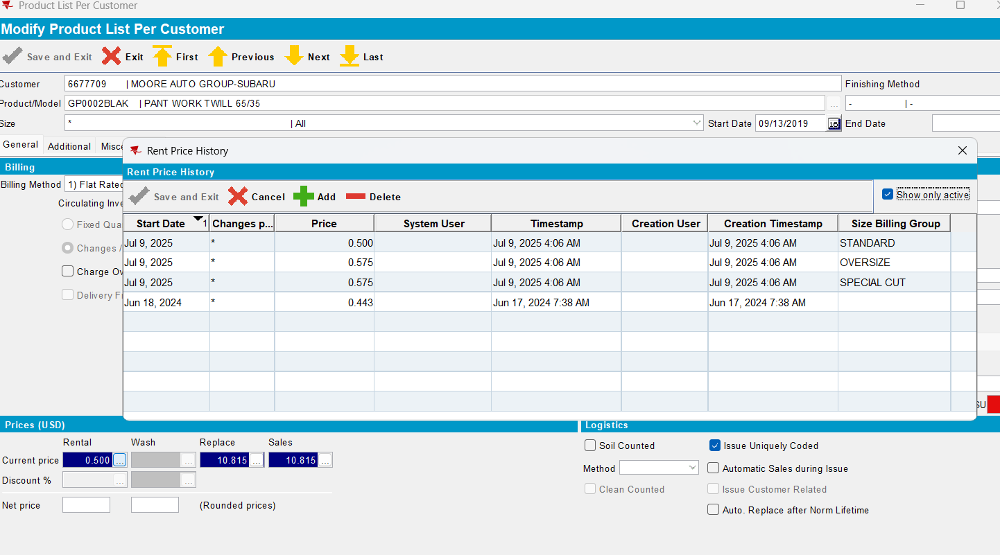 Product List Per Customer
Modify Product List Per Customer
Save and Exit Exit First Previous Next Last
Customer 6677709 | MOORE AUTO GROUP-SUBARU Finishing Method
Product/Model GP0002BLAK | PANT WORK TWILL 65/35 ... - | -
Size * | All Start Date 09/13/2019 16 End Date
General Additional Misce
Rent Price History
Billing
Rent Price History
Billing Method 1) Flat Rated
Save and Exit Cancel Add Delete Show only active
Circulating Inve
Start Date 1 Changes p... Price System User Timestamp Creation User Creation Timestamp Size Billing Group
Fixed Qua
Jul 9, 2025 * 0.500 Jul 9, 2025 4:06 AM Jul 9, 2025 4:06 AM STANDARD
Changes /
Jul 9, 2025 * 0.575 Jul 9, 2025 4:06 AM Jul 9, 2025 4:06 AM OVERSIZE
Charge Ov
Jul 9, 2025 * 0.575 Jul 9, 2025 4:06 AM Jul 9, 2025 4:06 AM SPECIAL CUT
Delivery Fr
Jun 18, 2024 * 0.443 Jun 17, 2024 7:38 AM Jun 17, 2024 7:38 AM
SU
Prices (USD)
Rental Wash Replace Sales
Current price 0.500 ... ... 10.815 ... 10.815 ...
Discount % ... ...
Net price (Rounded prices)
Logistics
Soil Counted Issue Uniquely Coded
Method Automatic Sales during Issue
Clean Counted Issue Customer Related
Auto. Replace after Norm Lifetime